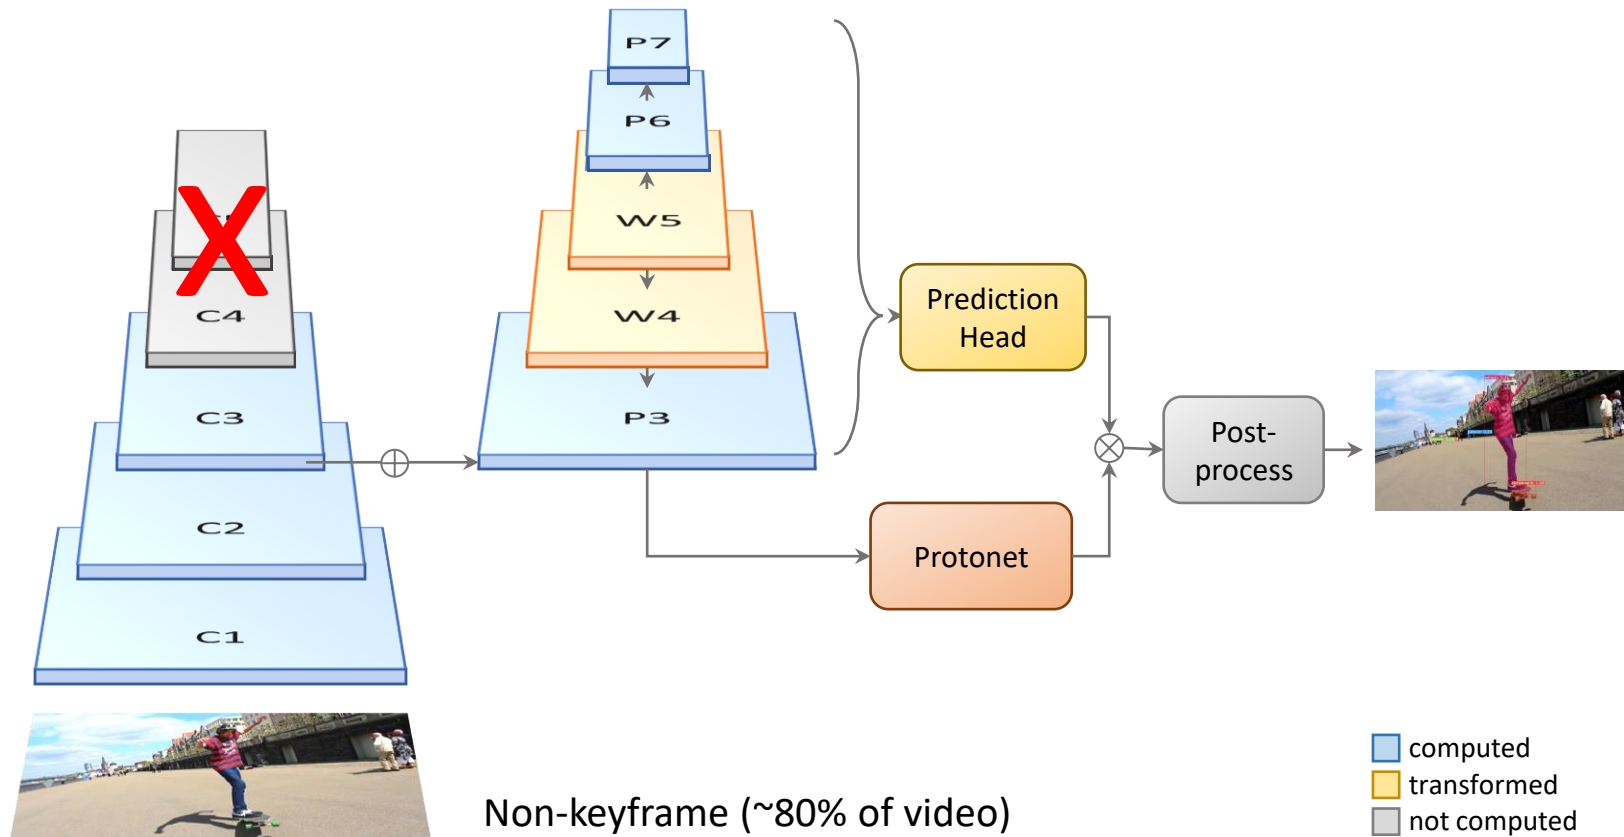 P7
P6
W5
W4
P3
C4
C3
C2
C1
X
Prediction
Head
Protonet
Post-
process
Non-keyframe (~80% of video)
computed
transformed
not computed